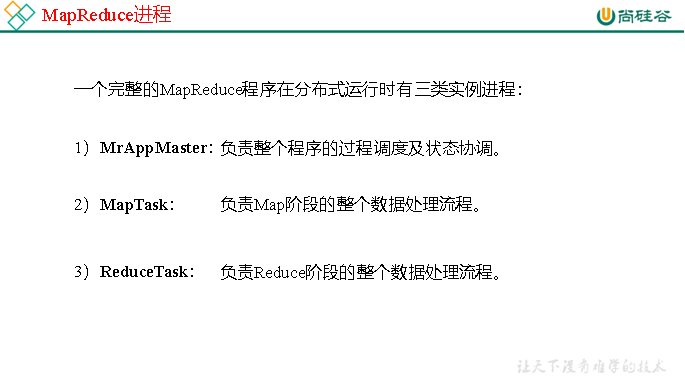 MapReduce进程
尚硅谷
一个完整的MapReduce程序在分布式运行时有三类实例进程：
1）MrAppMaster：负责整个程序的过程调度及状态协调。
2）MapTask：负责Map阶段的整个数据处理流程。
3）ReduceTask：负责Reduce阶段的整个数据处理流程。
让天下没有难学的技术